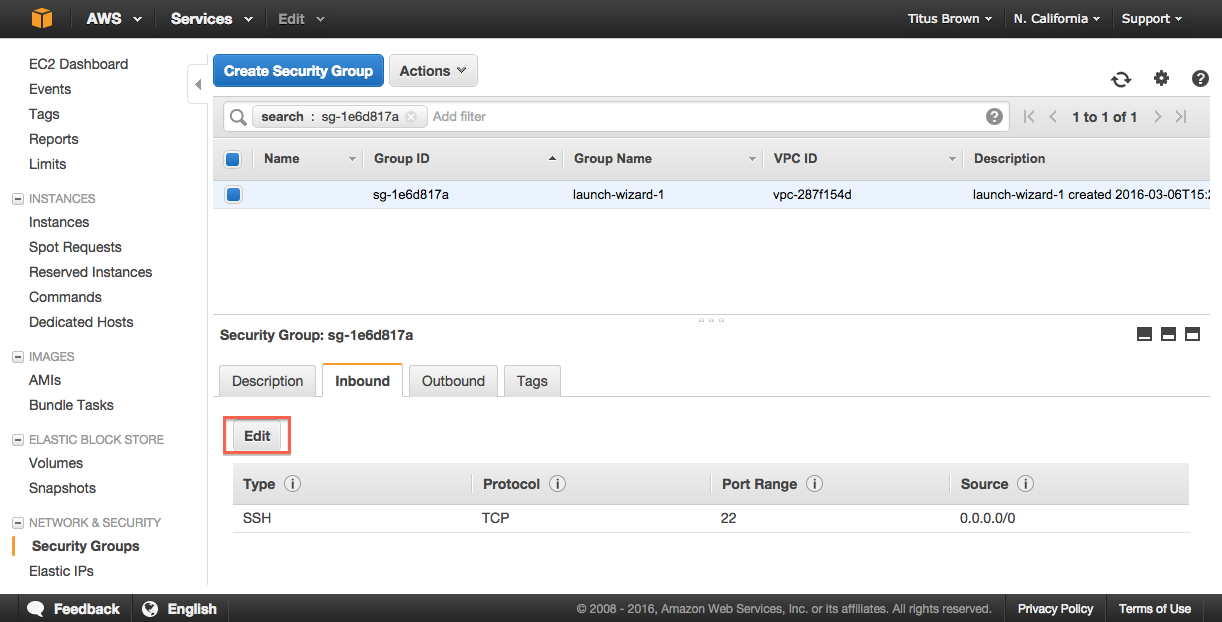 AWS Services Edit Titus Brown N. California Support
EC2 Dashboard
Events
Tags
Reports
Limits
INSTANCES
Instances
Spot Requests
Reserved Instances
Commands
Dedicated Hosts
IMAGES
AMIs
Bundle Tasks
ELASTIC BLOCK STORE
Volumes
Snapshots
NETWORK & SECURITY
Security Groups
Elastic IPs
Create Security Group Actions
search : sg-1e6d817a Add filter 1 to 1 of 1
Name Group ID Group Name VPC ID Description
sg-1e6d817a launch-wizard-1 vpc-287f154d launch-wizard-1 created 2016-03-06T15:2
Security Group: sg-1e6d817a
Description Inbound Outbound Tags
Edit
Type Protocol Port Range Source
SSH TCP 22 0.0.0.0/0
Feedback English © 2008 - 2016, Amazon Web Services, Inc. or its affiliates. All rights reserved. Privacy Policy Terms of Use